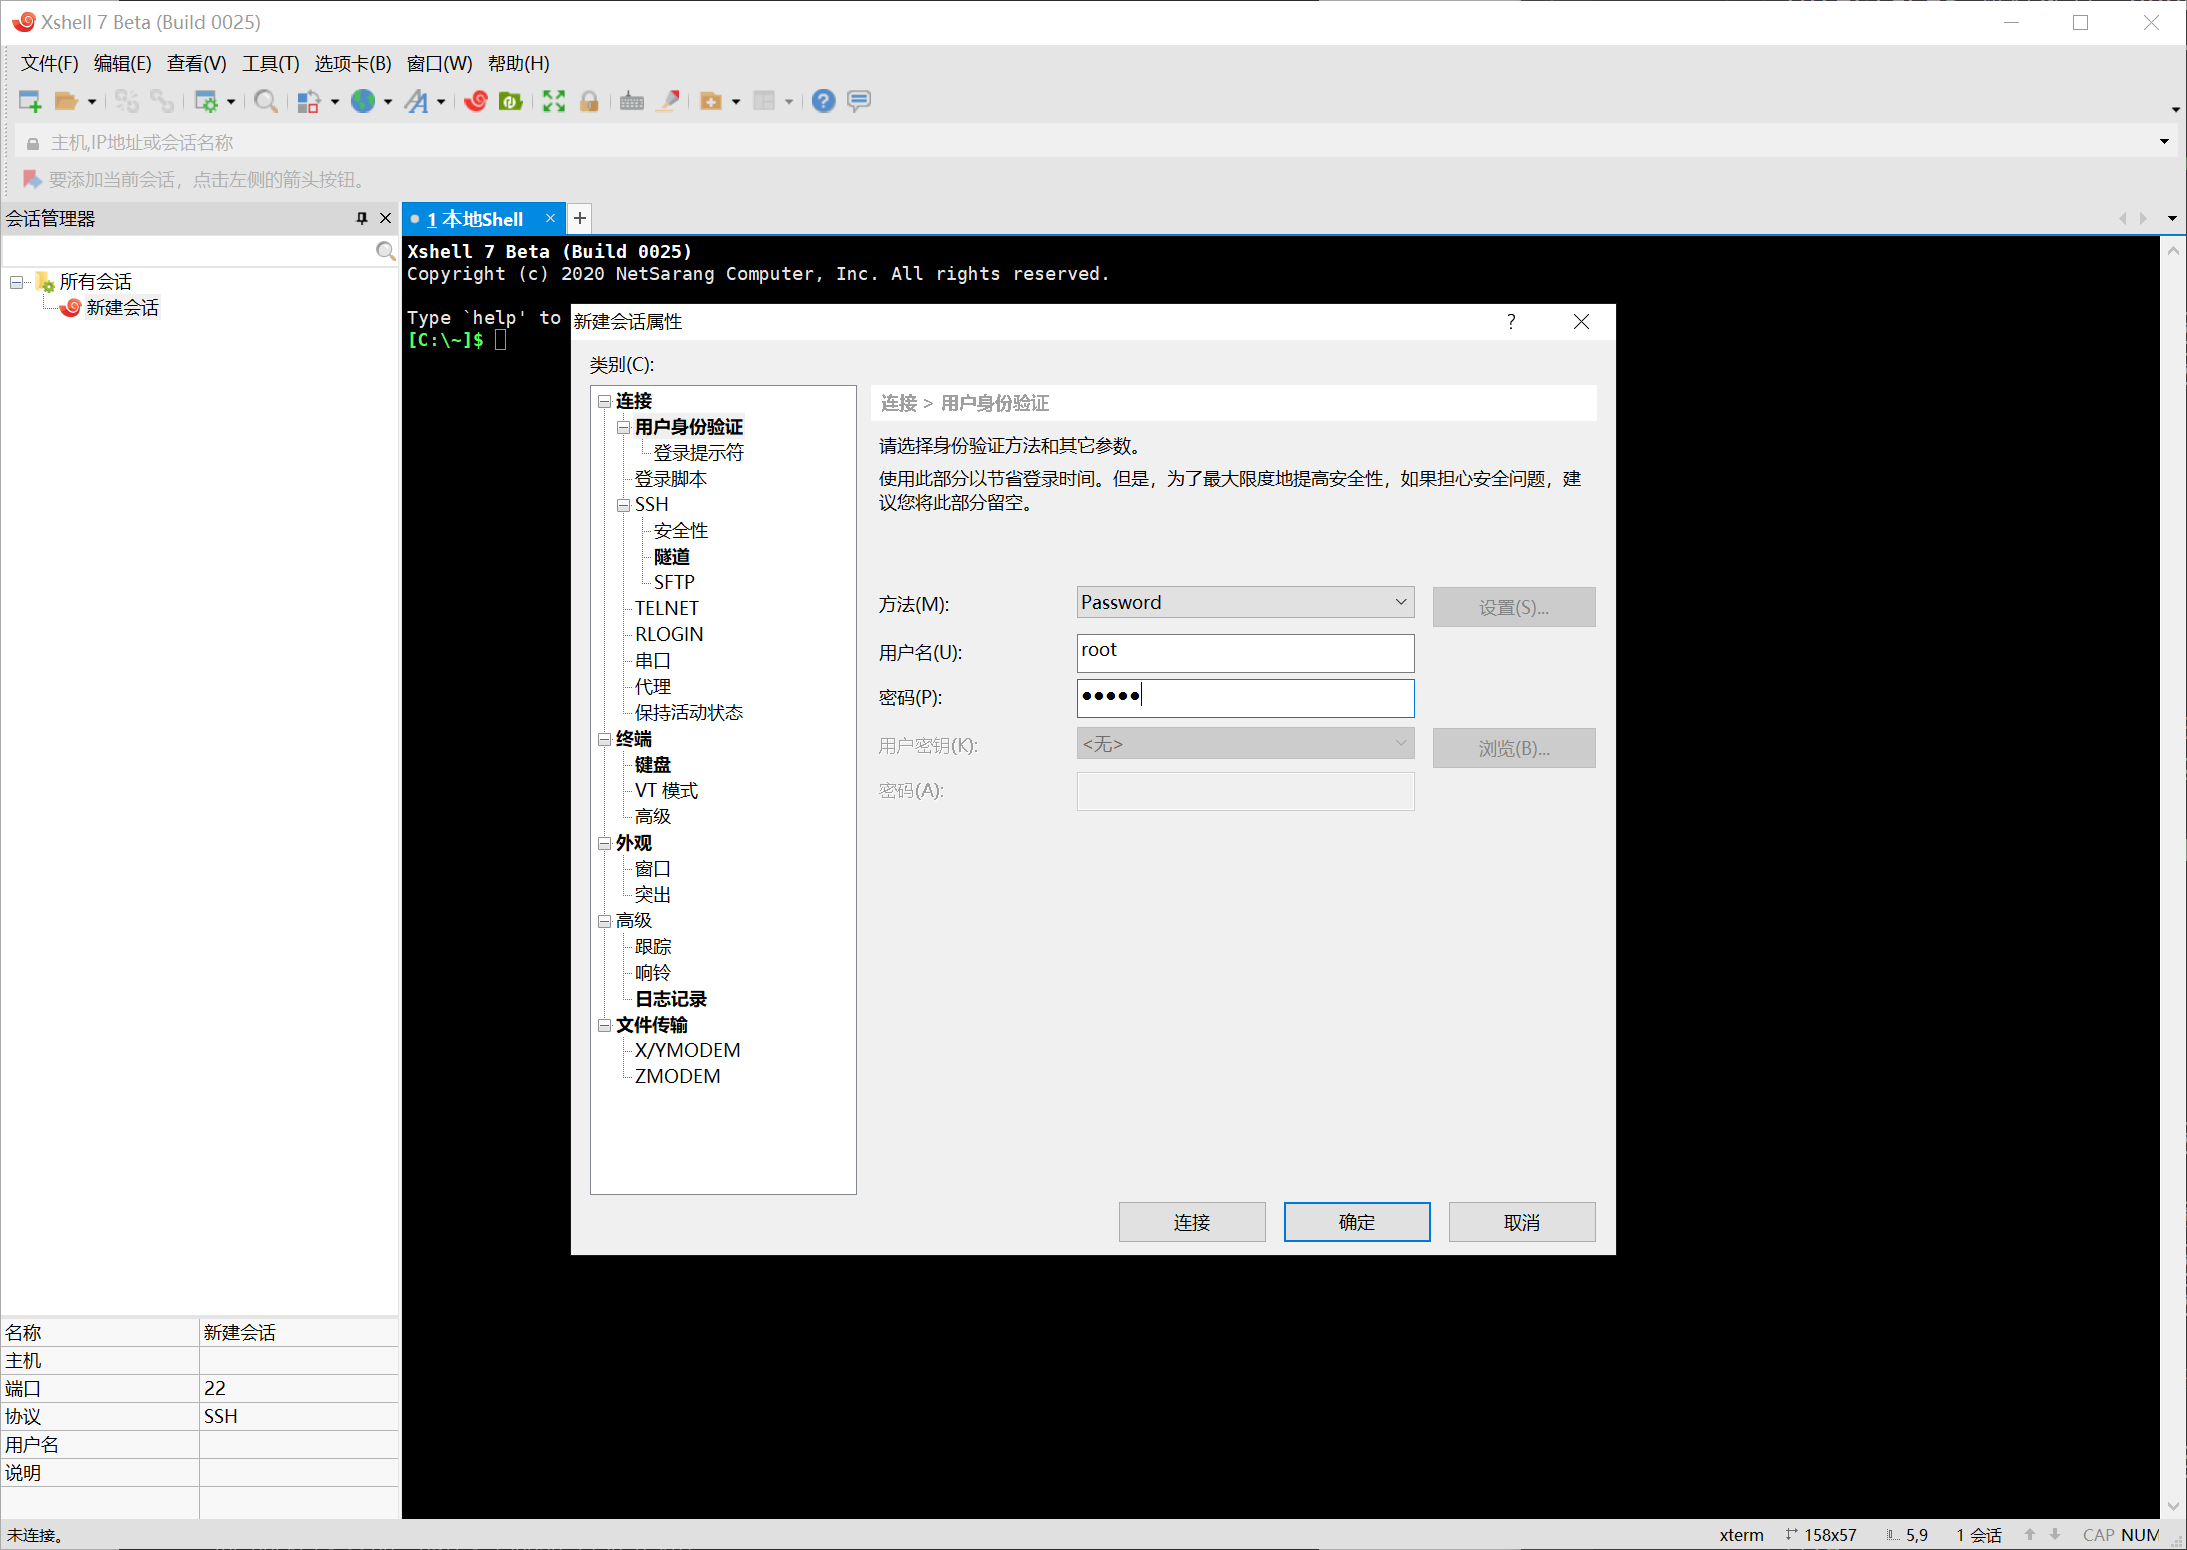 Xshell 7 Beta (Build 0025)
文件(F) 编辑(E) 查看(V) 工具(T) 选项卡(B) 窗口(W) 帮助(H)
主机,IP地址或会话名称
要添加当前会话，点击左侧的箭头按钮。
会话管理器
所有会话
新建会话
1 本地Shell
Xshell 7 Beta (Build 0025)
Copyright (c) 2020 NetSarang Computer, Inc. All rights reserved.
Type `help' to
[C:\~]$
新建会话属性
类别(C):
连接
用户身份验证
登录提示符
登录脚本
SSH
安全性
隧道
SFTP
TELNET
RLOGIN
串口
代理
保持活动状态
终端
键盘
VT 模式
高级
外观
窗口
突出
高级
跟踪
响铃
日志记录
文件传输
X/YMODEM
ZMODEM
连接 > 用户身份验证
请选择身份验证方法和其它参数。
使用此部分以节省登录时间。但是，为了最大限度地提高安全性，如果担心安全问题，建
议您将此部分留空。
方法(M): Password 设置(S)...
用户名(U): root
密码(P): ●●●●●
用户密钥(K): <无> 浏览(B)...
密码(A):
连接 确定 取消
名称 新建会话
主机
端口 22
协议 SSH
用户名
说明
未连接。
xterm 158x57 5,9 1 会话 CAP NUM